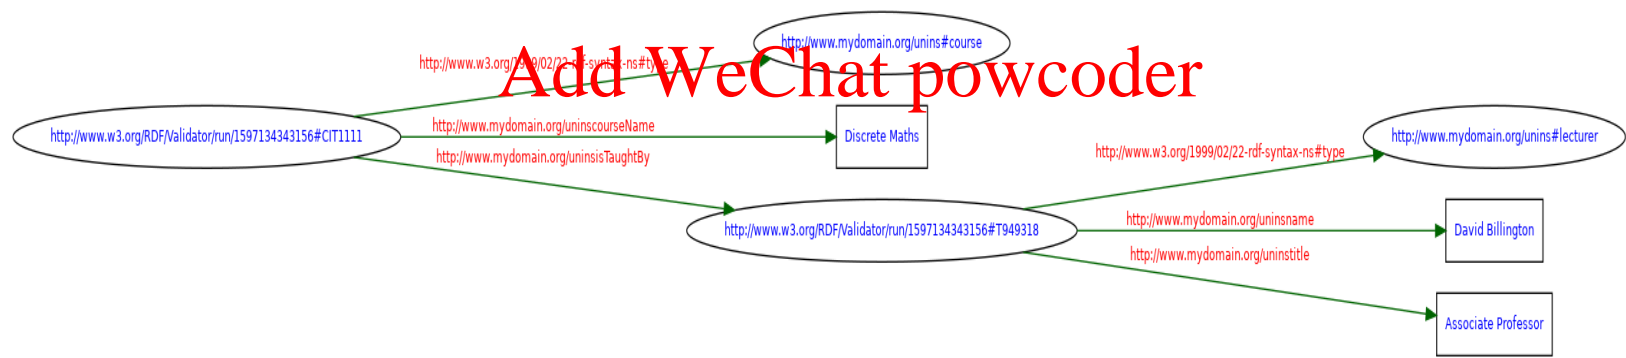 http://www.mydomain.org/unins#course
http://www.w3.org/1999/02/22-rdf-syntax-ns#type
Add WeChat powcoder
http://www.w3.org/RDF/Validator/run/1597134343156#CIT1111
http://www.mydomain.org/uninscourseName
Discrete Maths
http://www.mydomain.org/uninsisTaughtBy
http://www.mydomain.org/unins#lecturer
http://www.w3.org/1999/02/22-rdf-syntax-ns#type
http://www.w3.org/RDF/Validator/run/1597134343156#T949318
http://www.mydomain.org/uninsname
David Billington
http://www.mydomain.org/uninstitle
Associate Professor